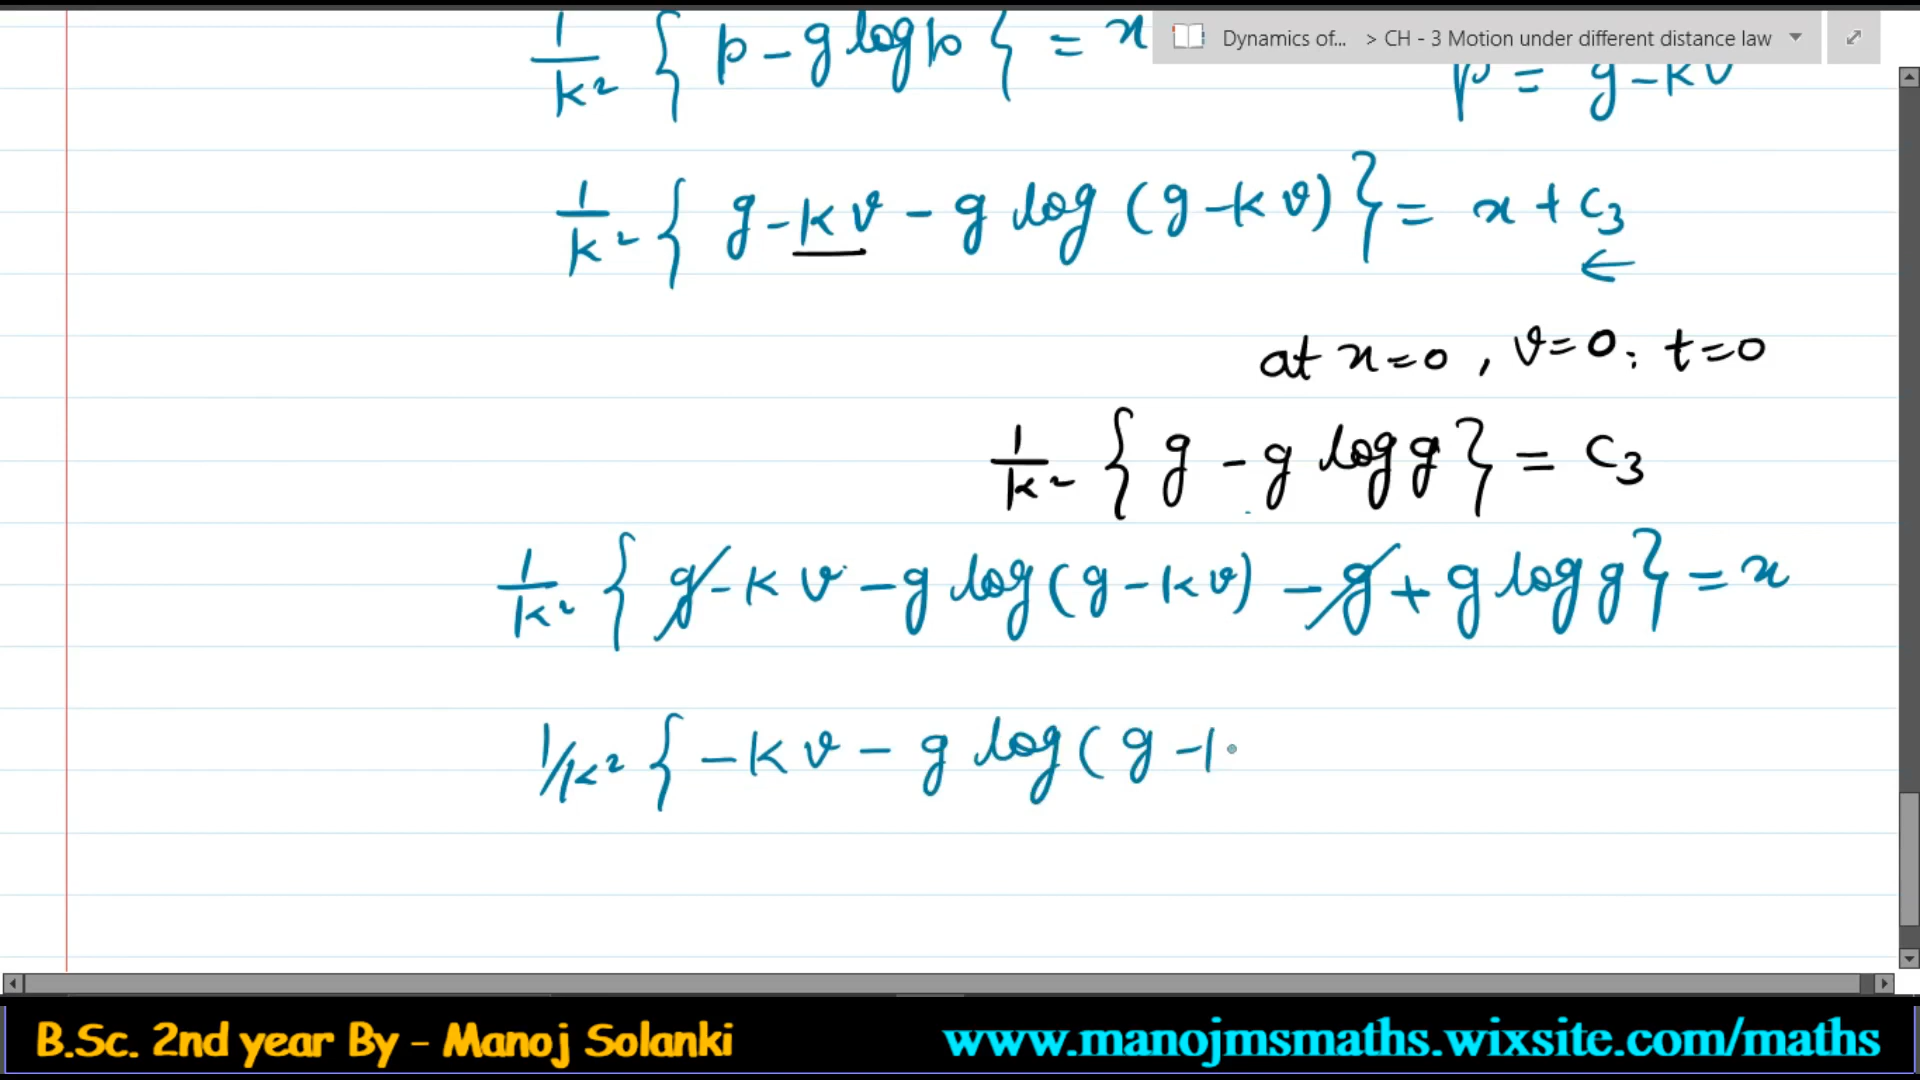 1/k² { p - g log p } = x
Dynamics of... > CH - 3 Motion under different distance law
p = g - kv
1/k² { g - kv - g log (g - kv) } = x + c₃
←
at x = 0, v = 0; t = 0
1/k² { g - g log g } = c₃
1/k² { g - kv - g log (g - kv) - g + g log g } = x
1/k² { - kv - g log ( g -
B.Sc. 2nd year By - Manoj Solanki
www.manojmsmaths.wixsite.com/maths